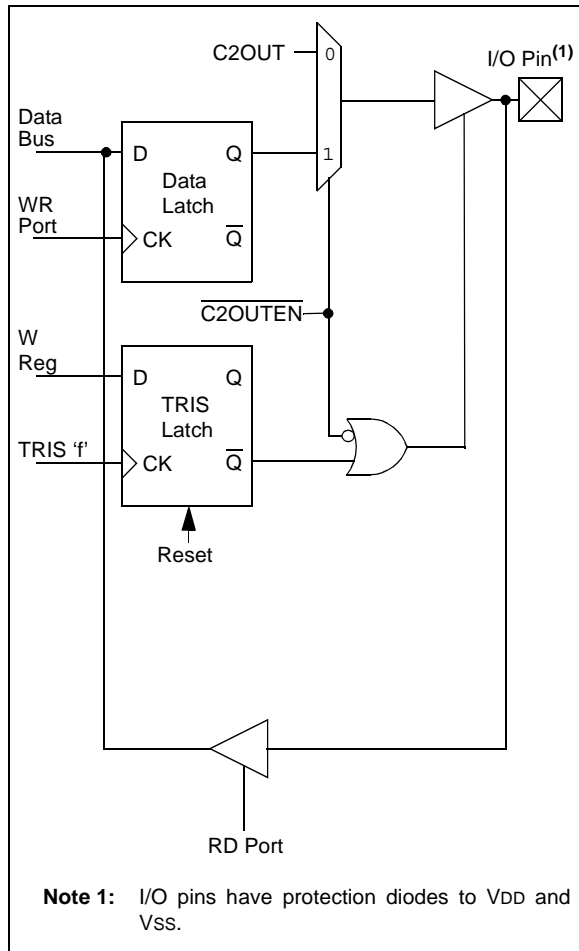 C2OUT
0
I/O Pin(1)
Data
Bus
D
Q
1
Data
Latch
WR
Port
CK
Q̅
C̅2̅O̅U̅T̅E̅N̅
W
Reg
D
Q
TRIS
Latch
TRIS ‘f’
CK
Q̅
Reset
RD Port
Note 1: I/O pins have protection diodes to VDD and
VSS.